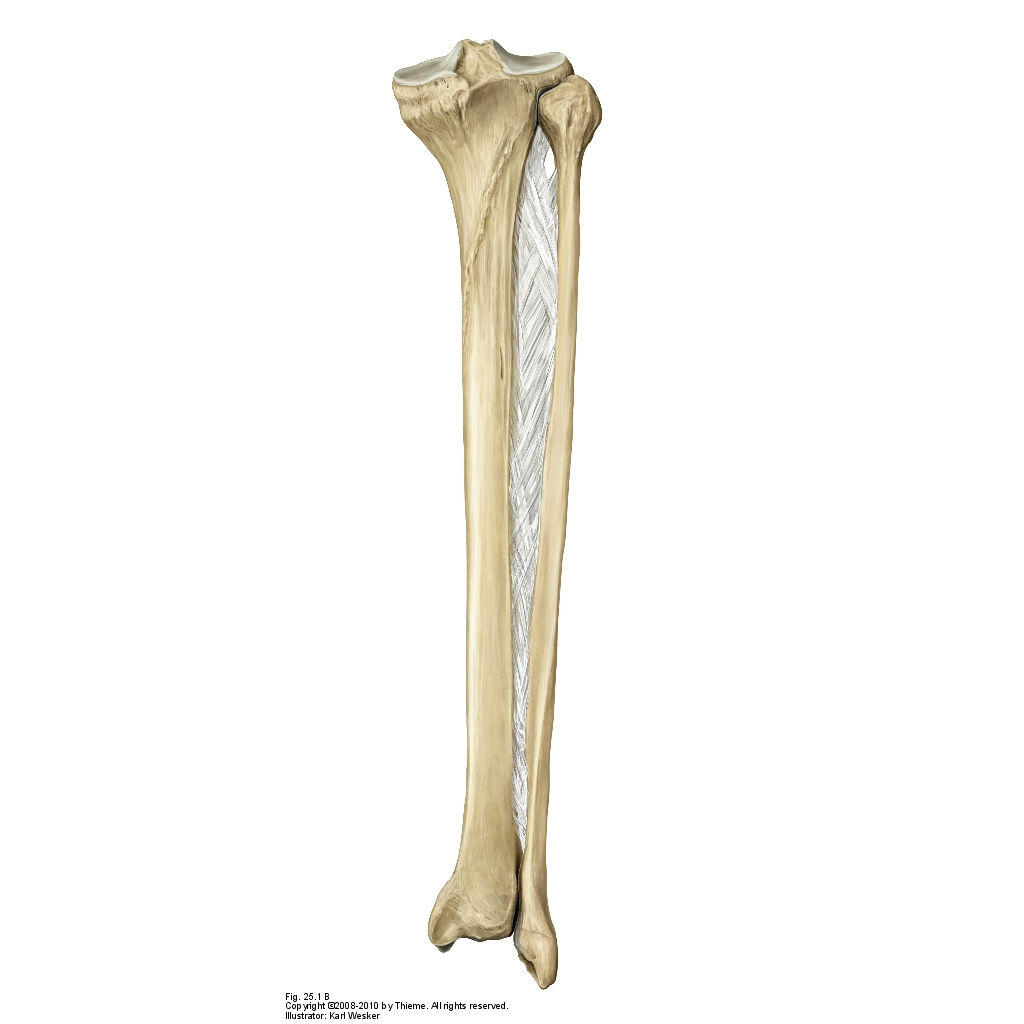 Fig. 25.1 B
Copyright ©2008-2010 by Thieme. All rights reserved.
Illustrator: Karl Wesker